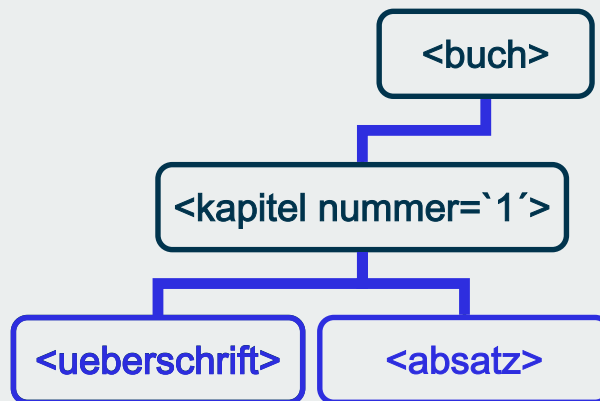 <buch>
<kapitel nummer=`1´>
<ueberschrift>
<absatz>